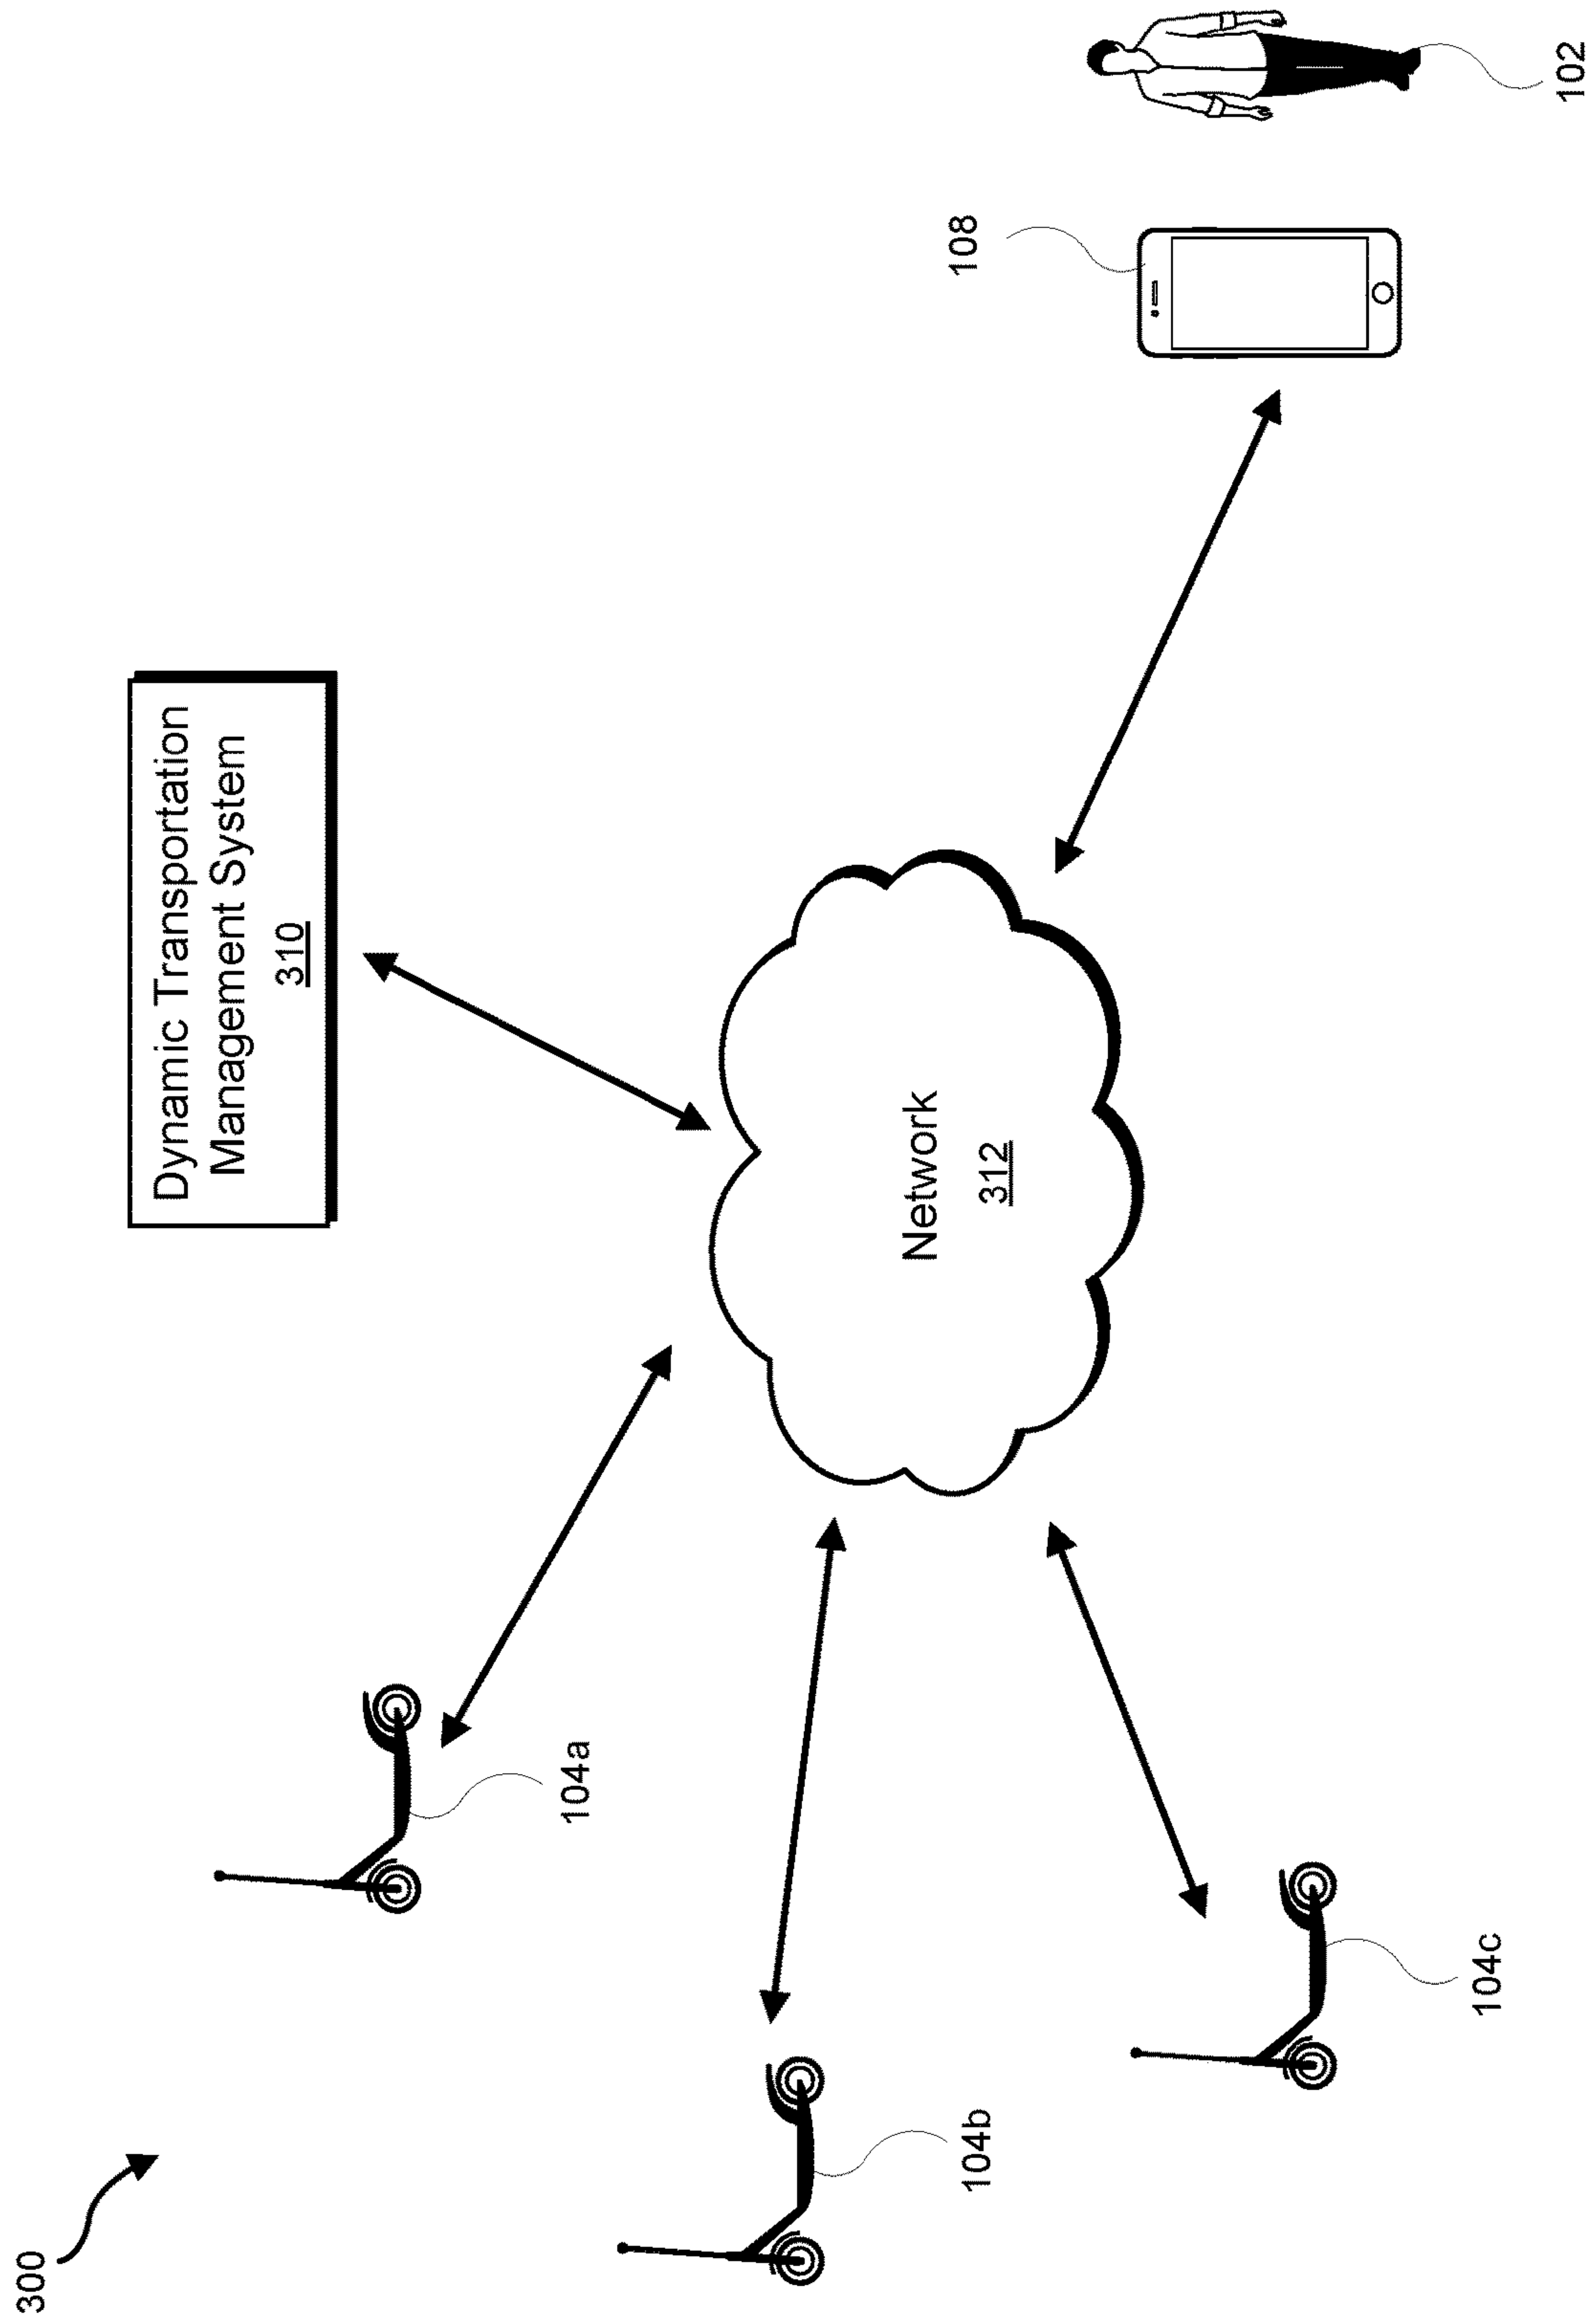 300
Dynamic Transportation
Management System
310
104a
108
Network
312
104b
104c
102